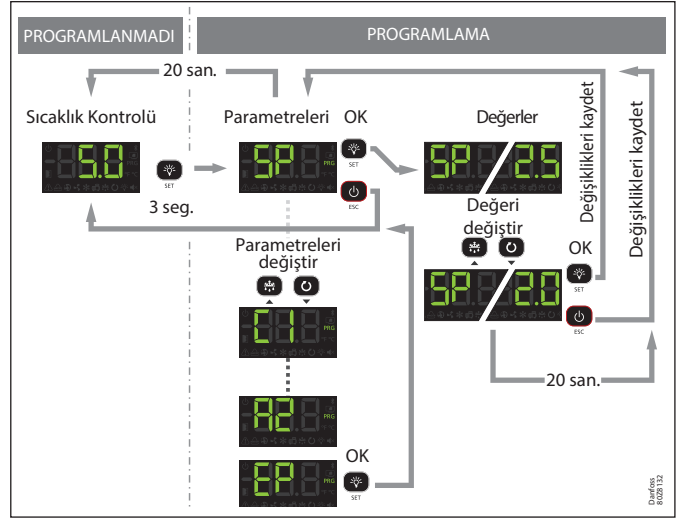 PROGRAMLANMADI
PROGRAMLAMA
20 san.
Sıcaklık Kontrolü
Parametreleri
OK
Değerler
5.0
SET
SP
PRG
SET
SP
2.5
3 seg.
ESC
Değeri
değiştir
Parametreleri
değiştir
OK
C1
PRG
SP
2.0
SET
ESC
20 san.
A2
PRG
OK
EP
PRG
SET
Değişiklikleri kaydet
Değişiklikleri kaydet
Danfoss
80Z8132